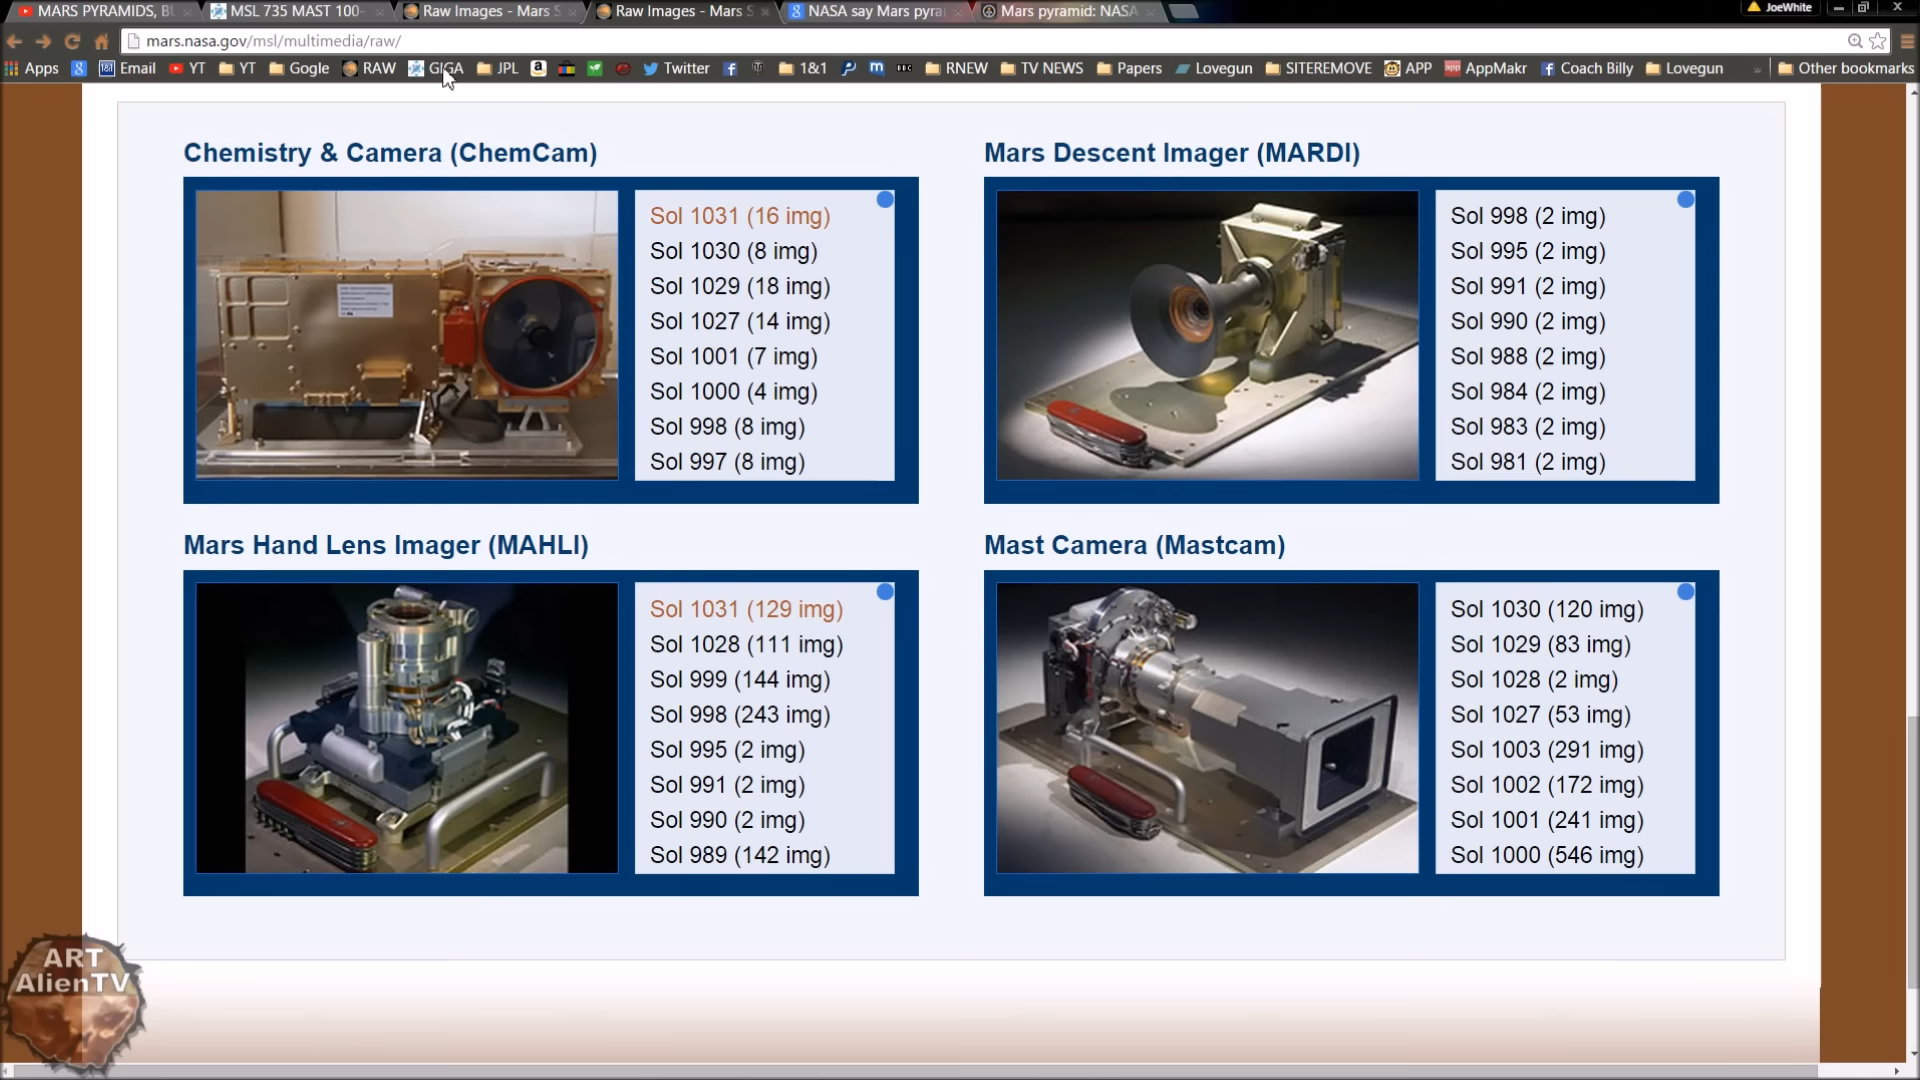 MARS PYRAMIDS, B
MSL 735 MAST 100-
Raw Images - Mars S
Raw Images - Mars S
NASA say Mars pyra
Mars pyramid: NASA
JoeWhite
mars.nasa.gov/msl/multimedia/raw/
Apps
Email
YT
YT
Gogle
RAW
GIGA
JPL
Twitter
1&1
RNEW
TV NEWS
Papers
Lovegun
SITEREMOVE
APP
AppMakr
Coach Billy
Lovegun
»
Other bookmarks
Chemistry & Camera (ChemCam)
Sol 1031 (16 img)
Sol 1030 (8 img)
Sol 1029 (18 img)
Sol 1027 (14 img)
Sol 1001 (7 img)
Sol 1000 (4 img)
Sol 998 (8 img)
Sol 997 (8 img)
Mars Descent Imager (MARDI)
Sol 998 (2 img)
Sol 995 (2 img)
Sol 991 (2 img)
Sol 990 (2 img)
Sol 988 (2 img)
Sol 984 (2 img)
Sol 983 (2 img)
Sol 981 (2 img)
Mars Hand Lens Imager (MAHLI)
Sol 1031 (129 img)
Sol 1028 (111 img)
Sol 999 (144 img)
Sol 998 (243 img)
Sol 995 (2 img)
Sol 991 (2 img)
Sol 990 (2 img)
Sol 989 (142 img)
Mast Camera (Mastcam)
Sol 1030 (120 img)
Sol 1029 (83 img)
Sol 1028 (2 img)
Sol 1027 (53 img)
Sol 1003 (291 img)
Sol 1002 (172 img)
Sol 1001 (241 img)
Sol 1000 (546 img)
ART
AlienTV